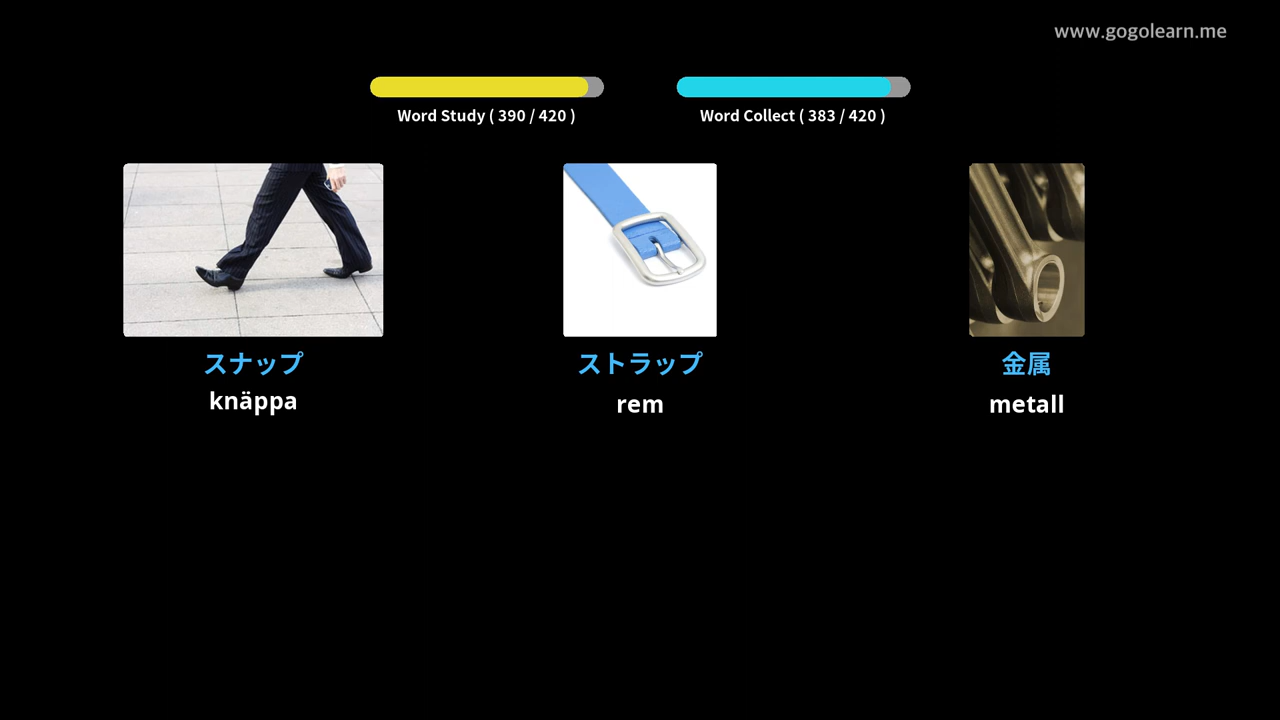 www.gogolearn.me
Word Study ( 390 / 420 )
Word Collect ( 383 / 420 )
スナップ
knäppa
ストラップ
rem
金属
metall